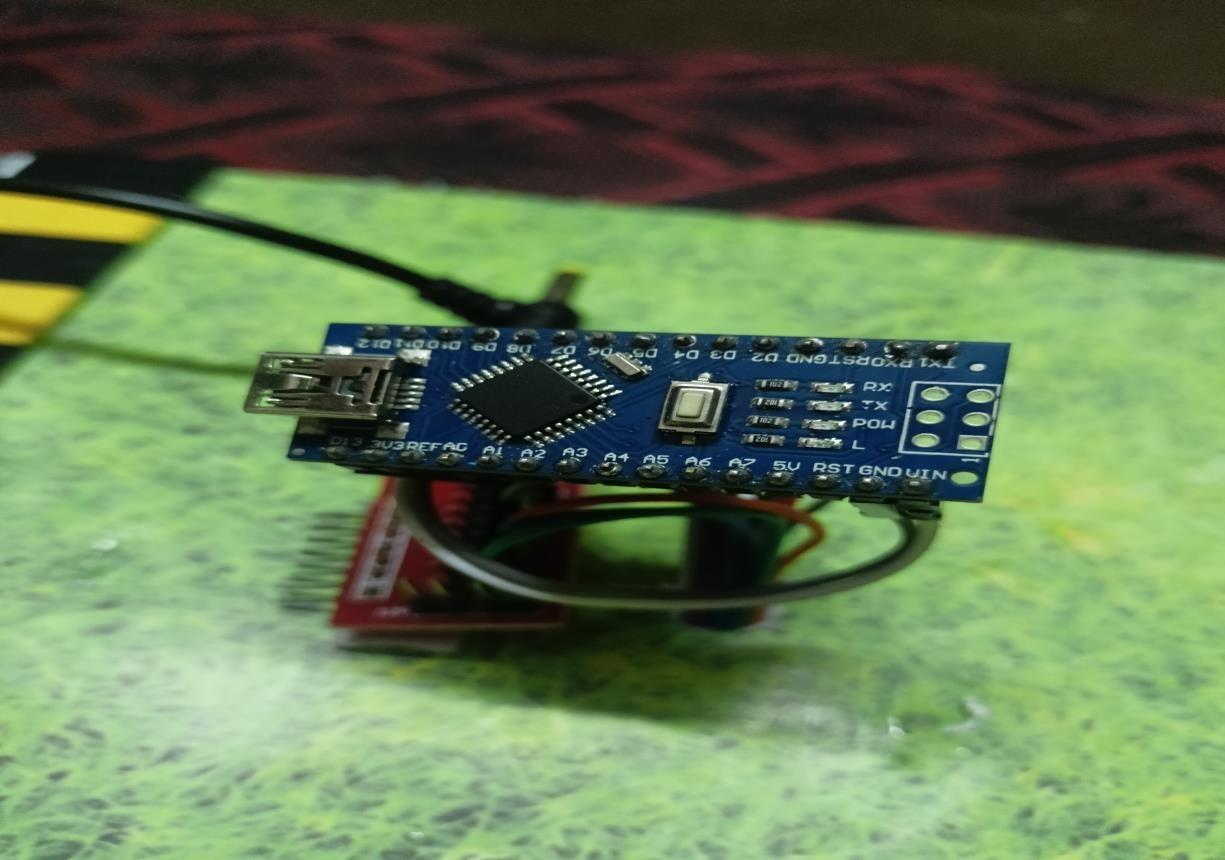 D12 D11 D10 D9 D8 D7 D6 D5 D4 D3 D2 GND RST RX0 TX1
RX
TX
POW
L
D13 3V3 REF A0 A1 A2 A3 A4 A5 A6 A7 5V RST GND VIN